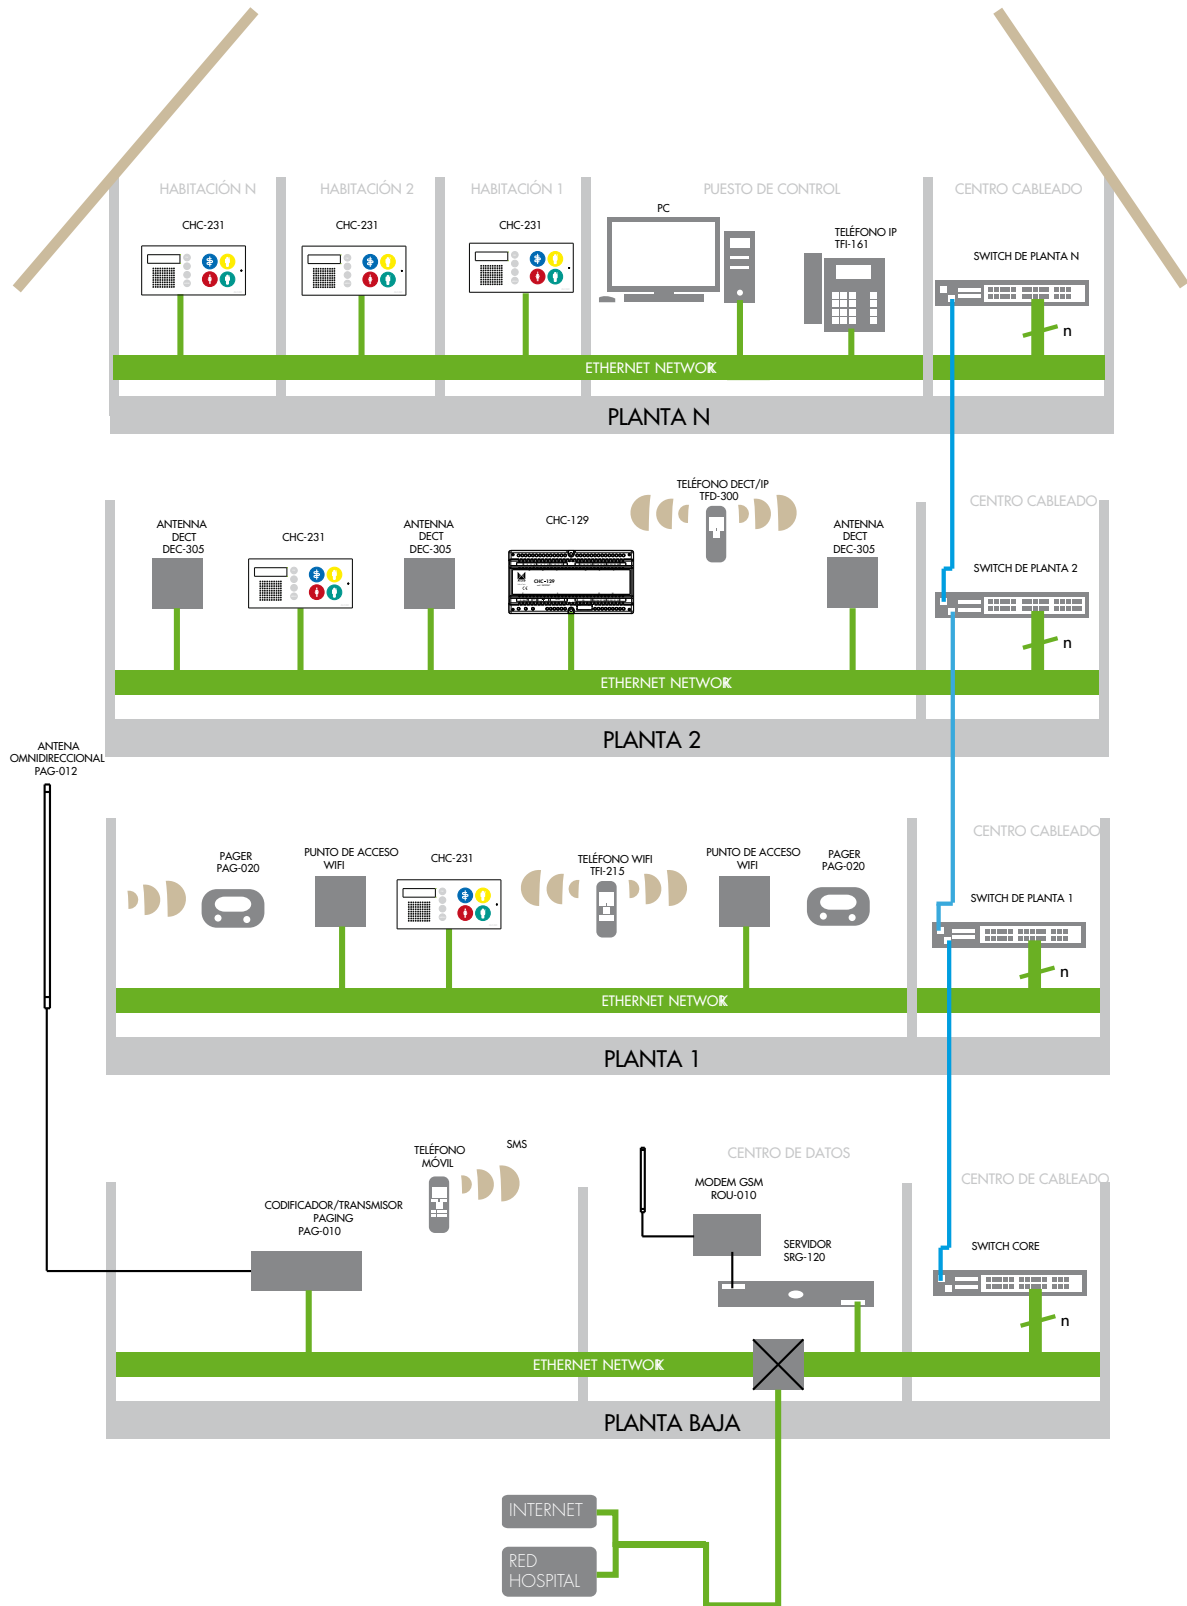 HABITACIÓN N
HABITACIÓN 2
HABITACIÓN 1
PUESTO DE CONTROL
CENTRO CABLEADO
CHC-231
CHC-231
CHC-231
PC
TELÉFONO IP
TFI-161
SWITCH DE PLANTA N
n
ETHERNET NETWORK
PLANTA N
CENTRO CABLEADO
ANTENNA
DECT
DEC-305
CHC-231
ANTENNA
DECT
DEC-305
CHC-129
TELÉFONO DECT/IP
TFD-300
ANTENNA
DECT
DEC-305
SWITCH DE PLANTA 2
CHC-129
n
ETHERNET NETWORK
PLANTA 2
ANTENA
OMNIDIRECCIONAL
PAG-012
CENTRO CABLEADO
PAGER
PAG-020
PUNTO DE ACCESO
WIFI
CHC-231
TELÉFONO WIFI
TFI-215
PUNTO DE ACCESO
WIFI
PAGER
PAG-020
SWITCH DE PLANTA 1
n
ETHERNET NETWORK
PLANTA 1
TELÉFONO
MÓVIL
SMS
CENTRO DE DATOS
CENTRO DE CABLEADO
CODIFICADOR/TRANSMISOR
PAGING
PAG-010
MODEM GSM
ROU-010
SERVIDOR
SRG-120
SWITCH CORE
n
ETHERNET NETWORK
PLANTA BAJA
INTERNET
RED
HOSPITAL